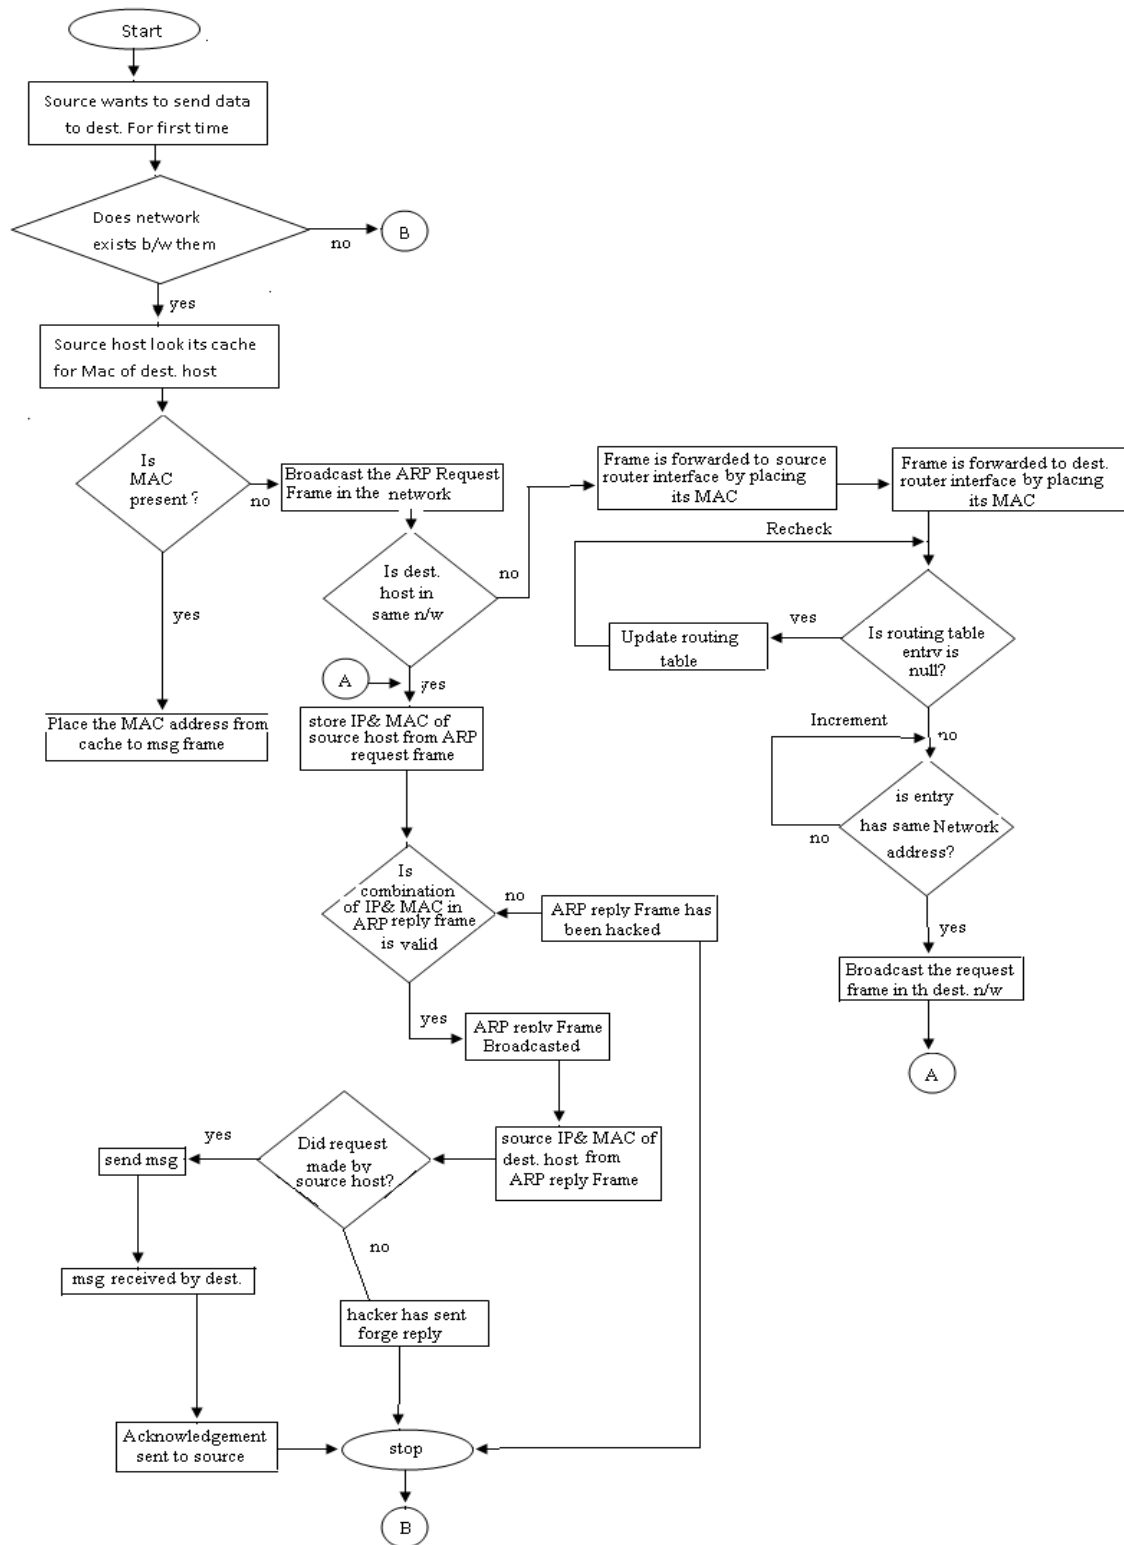 Start
Source wants to send data
to dest. For first time
Does network
exists b/w them
no
B
yes
Source host look its cache
for Mac of dest. host
Is
MAC
present ?
no
Broadcast the ARP Request
Frame in the network
Frame is forwarded to source
router interface by placing
its MAC
Frame is forwarded to dest.
router interface by placing
its MAC
Recheck
Is dest.
host in
same n/w
no
yes
Update routing
table
yes
Is routing table
entry is
null?
A
yes
Place the MAC address from
cache to msg frame
store IP& MAC of
source host from ARP
request frame
Increment
no
is entry
has same Network
address?
no
Is
combination
of IP& MAC in
ARP reply frame
is valid
no
ARP reply Frame has
been hacked
yes
Broadcast the request
frame in th dest. n/w
yes
ARP reply Frame
Broadcasted
A
source IP& MAC of
dest. host from
ARP reply Frame
Did request
made by
source host?
yes
send msg
no
msg received by dest.
hacker has sent
forge reply
Acknowledgement
sent to source
stop
B